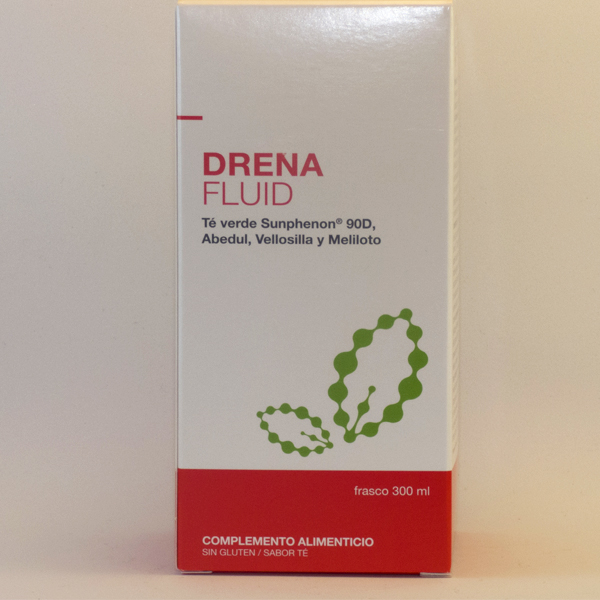 DRENA
FLUID
Té verde Sunphenon® 90D,
Abedul, Vellosilla y Meliloto
frasco 300 ml
COMPLEMENTO ALIMENTICIO
SIN GLUTEN / SABOR TÉ